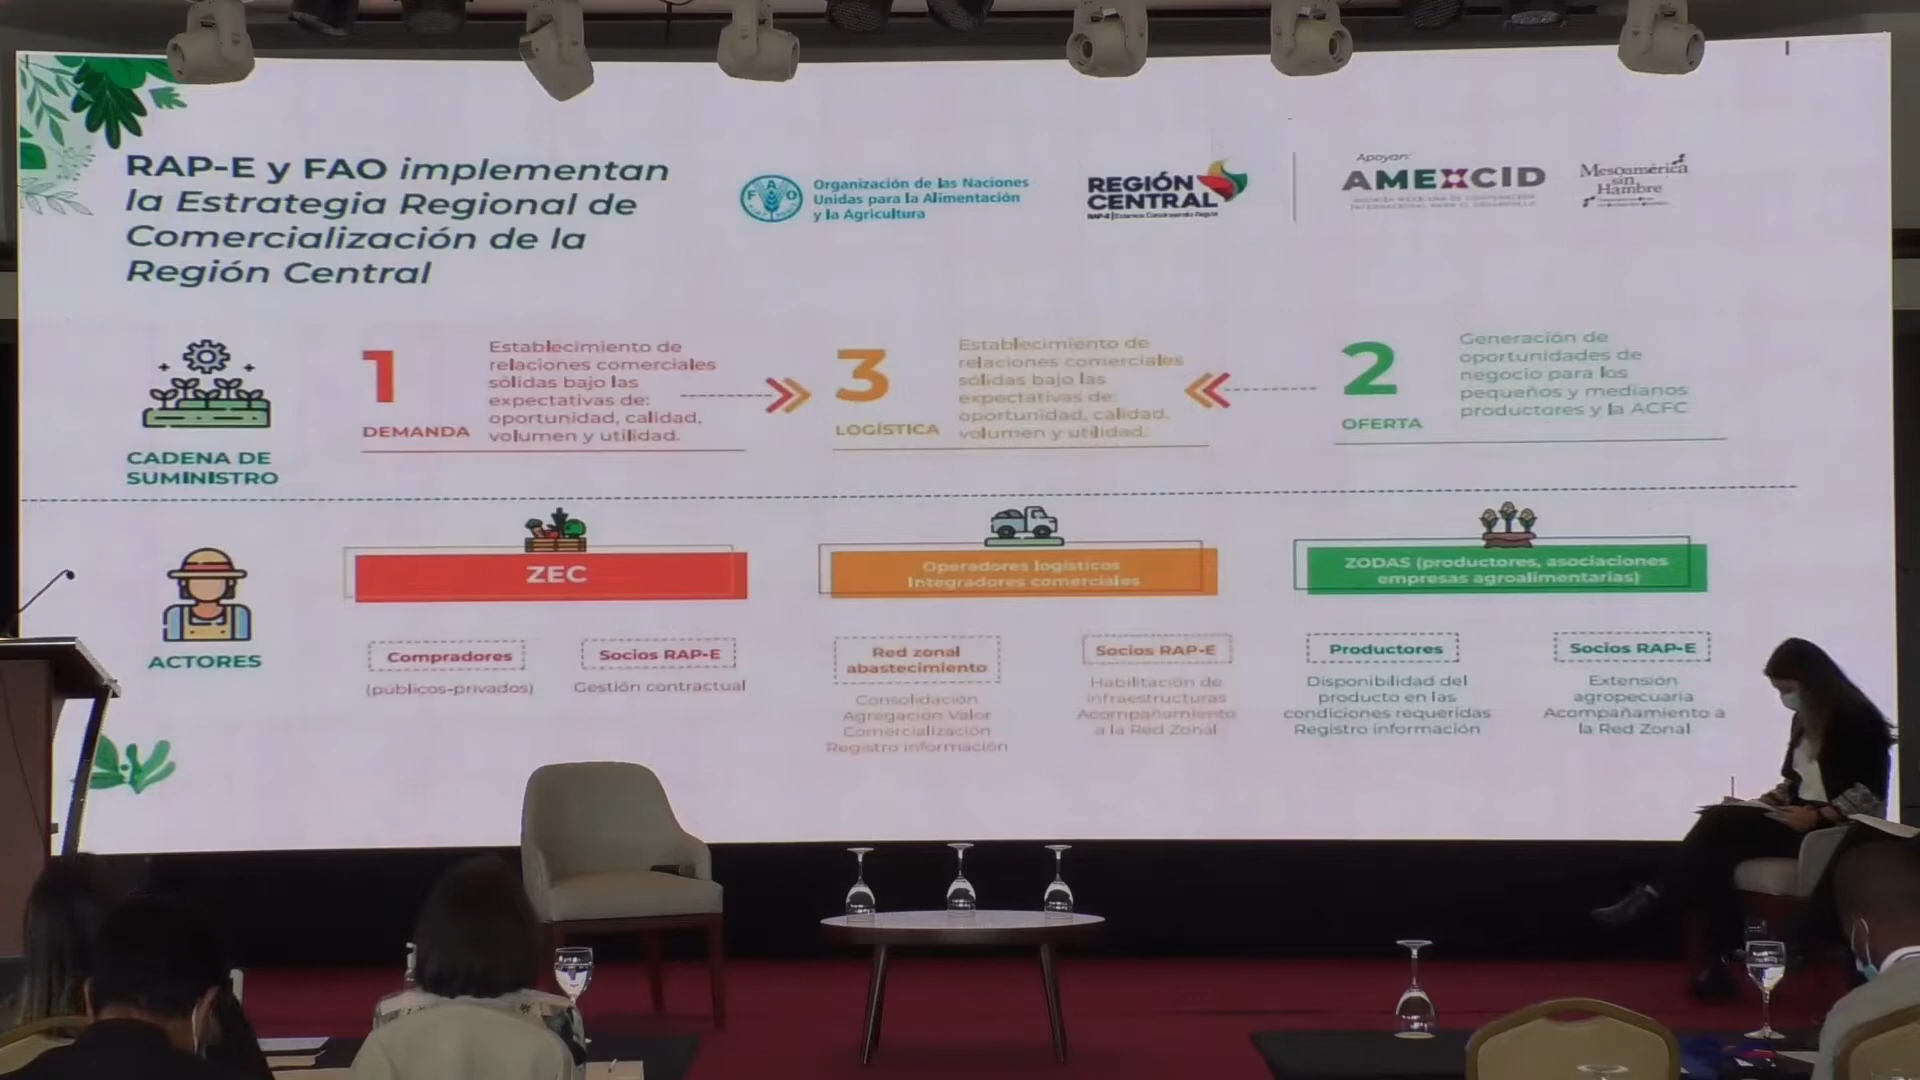 RAP-E y FAO implementan
la Estrategia Regional de
Comercialización de la
Región Central
FAO
Organización de las Naciones
Unidas para la Alimentación
y la Agricultura
REGIÓN
CENTRAL
RAP-E
Apoyan:
AMEXCID
Mesoamérica
sin
Hambre
CADENA DE
SUMINISTRO
1
DEMANDA
Establecimiento de
relaciones comerciales
sólidas bajo las
expectativas de:
oportunidad, calidad,
volumen y utilidad.
3
LOGÍSTICA
Establecimiento de
relaciones comerciales
sólidas bajo las
expectativas de:
oportunidad, calidad.
volumen y utilidad.
2
OFERTA
Generación de
oportunidades de
negocio para los
pequeños y medianos
productores y la ACFC
ACTORES
ZEC
Compradores
(públicos-privados)
Socios RAP-E
Gestión contractual
Operadores logísticos
Integradores comerciales
Red zonal
abastecimiento
Consolidación
Agregación Valor
Comercialización
Registro información
Socios RAP-E
Habilitación de
infraestructuras
Acompañamiento
a la Red Zonal
ZODAS (productores, asociaciones
empresas agroalimentarias)
Productores
Disponibilidad del
producto en las
condiciones requeridas
Registro información
Socios RAP-E
Extensión
agropecuaria
Acompañamiento a
la Red Zonal